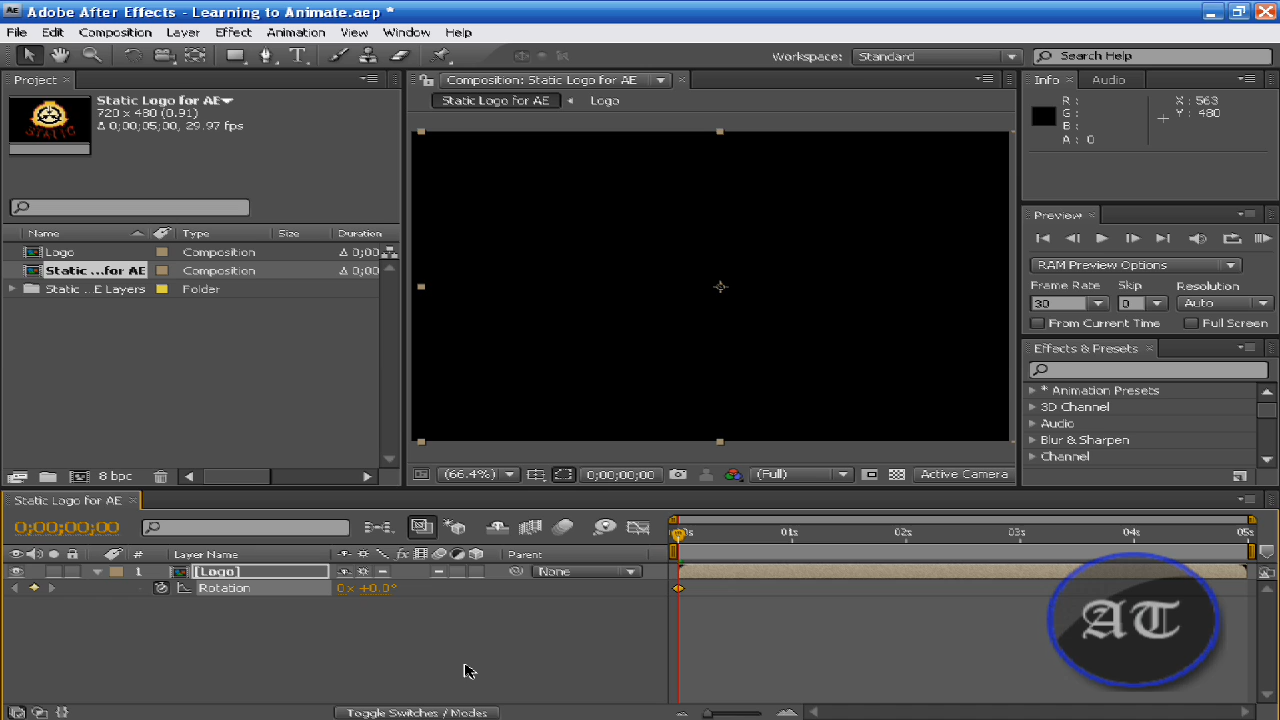 Adobe After Effects - Learning to Animate.aep *
File Edit Composition Layer Effect Animation View Window Help
Workspace: Standard Search Help
Project
Static Logo for AE
720 x 480 (0.91)
Δ 0;00;05;00, 29.97 fps
STATIC
Name Type Size Duration
Logo Composition Δ 0;00
Static ...for AE Composition Δ 0;00
Static .. E Layers Folder
8 bpc
Composition: Static Logo for AE
Static Logo for AE Logo
(66.4%) 0;00;00;00 (Full) Active Camera
Info Audio
R :
G :
B :
A : 0
X : 563
Y : 480
Preview
RAM Preview Options
Frame Rate Skip Resolution
30 0 Auto
From Current Time Full Screen
Effects & Presets
* Animation Presets
3D Channel
Audio
Blur & Sharpen
Channel
Static Logo for AE
0;00;00;00
# Layer Name Parent
1 [Logo] None
Rotation 0x +0.0°
01s 02s 03s 04s 05s
AT
Toggle Switches / Modes